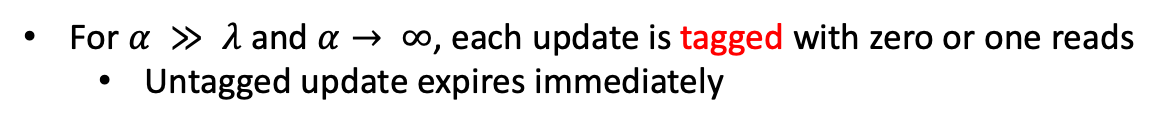 • For 𝛼 ≫ 𝜆 and 𝛼 → ∞, each update is tagged with zero or one reads
• Untagged update expires immediately